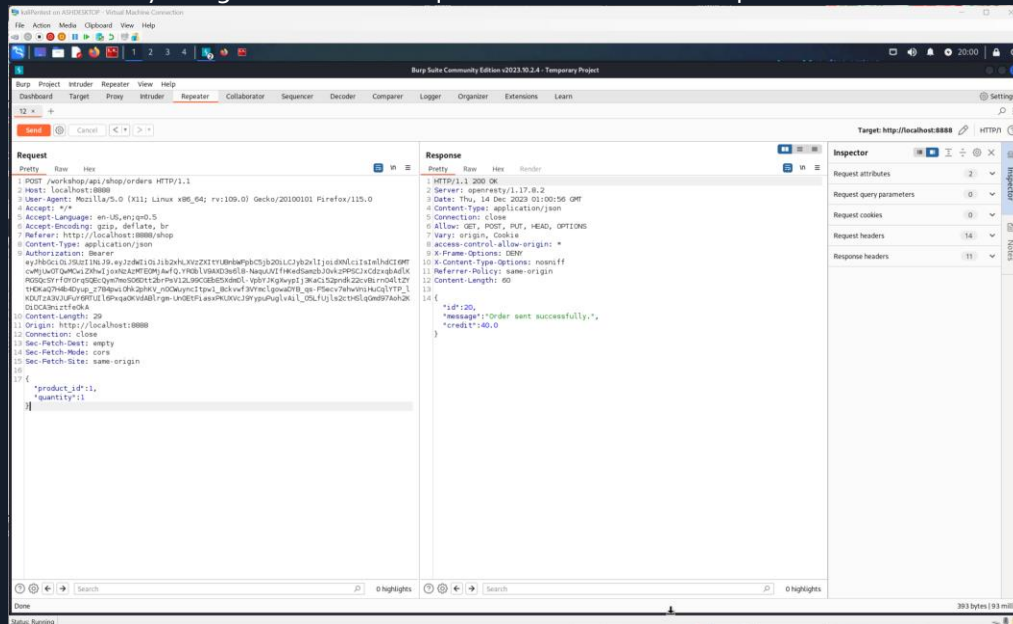 kaliPentest on ASHDESKTOP - Virtual Machine Connection
File Action Media Clipboard View Help
1 2 3 4
20:00
Burp Suite Community Edition v2023.10.2.4 - Temporary Project
Burp Project Intruder Repeater View Help
Dashboard Target Proxy Intruder Repeater Collaborator Sequencer Decoder Comparer Logger Organizer Extensions Learn
Settings
12 × +
Send Cancel < >
Target: http://localhost:8888
Request
Pretty Raw Hex
1 POST /workshop/api/shop/orders HTTP/1.1
2 Host: localhost:8888
3 User-Agent: Mozilla/5.0 (X11; Linux x86_64; rv:109.0) Gecko/20100101 Firefox/115.0
4 Accept: */*
5 Accept-Language: en-US,en;q=0.5
6 Accept-Encoding: gzip, deflate, br
7 Referer: http://localhost:8888/shop
8 Content-Type: application/json
9 Authorization: Bearer
10 Content-Length: 29
11 Origin: http://localhost:8888
12 Connection: close
13 Sec-Fetch-Dest: empty
14 Sec-Fetch-Mode: cors
15 Sec-Fetch-Site: same-origin
16
17 {
"product_id":1,
"quantity":1
}
Search
0 highlights
Response
Pretty Raw Hex Render
1 HTTP/1.1 200 OK
2 Server: openresty/1.17.8.2
3 Date: Thu, 14 Dec 2023 01:00:56 GMT
4 Content-Type: application/json
5 Connection: close
6 Allow: GET, POST, PUT, HEAD, OPTIONS
7 Vary: origin, Cookie
8 access-control-allow-origin: *
9 X-Frame-Options: DENY
10 X-Content-Type-Options: nosniff
11 Referrer-Policy: same-origin
12 Content-Length: 60
13
14 {
"id":20,
"message":"Order sent successfully.",
"credit":40.0
}
Search
0 highlights
Inspector
Request attributes 2
Request query parameters 0
Request cookies 0
Request headers 14
Response headers 11
Inspector
Notes
Done
393 bytes | 93
Status: Running